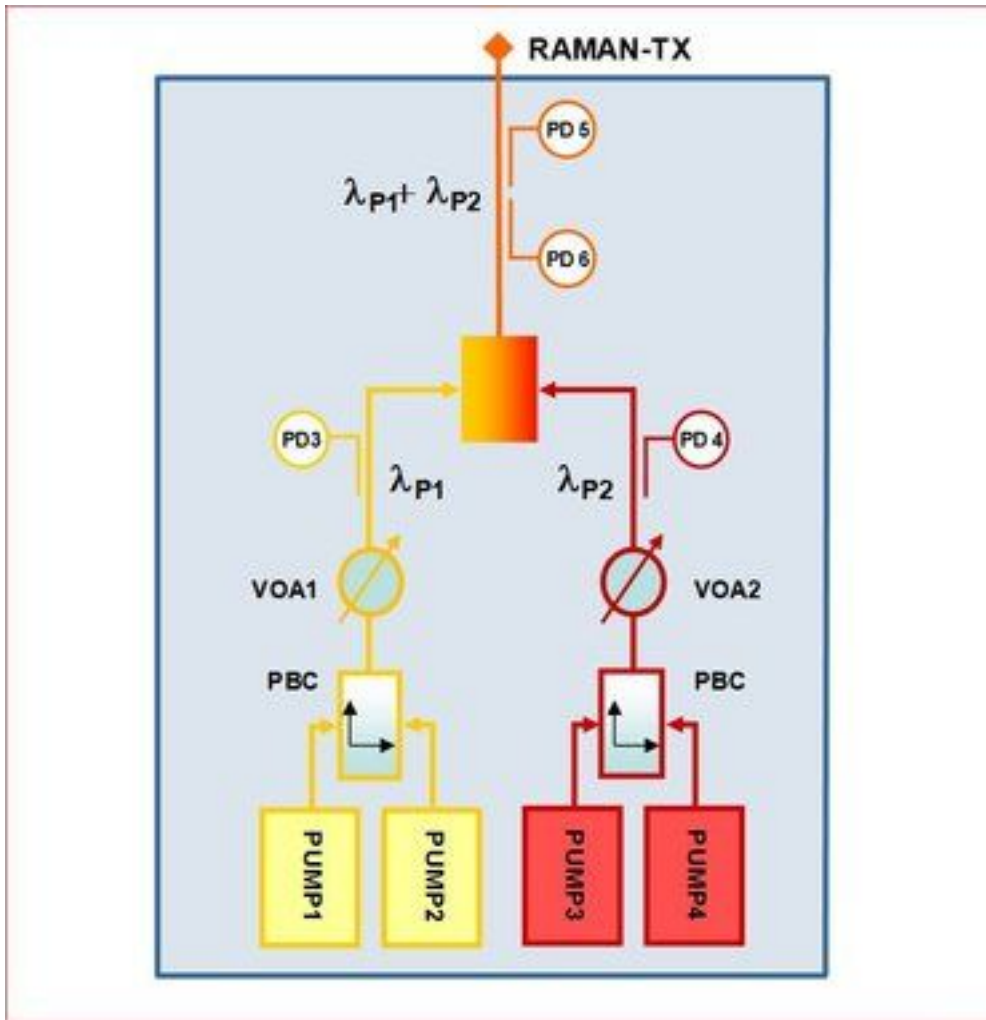 RAMAN-TX
PD 5
λP1+ λP2
PD 6
PD3
PD 4
λP1
λP2
VOA1
VOA2
PBC
PBC
PUMP1
PUMP2
PUMP3
PUMP4